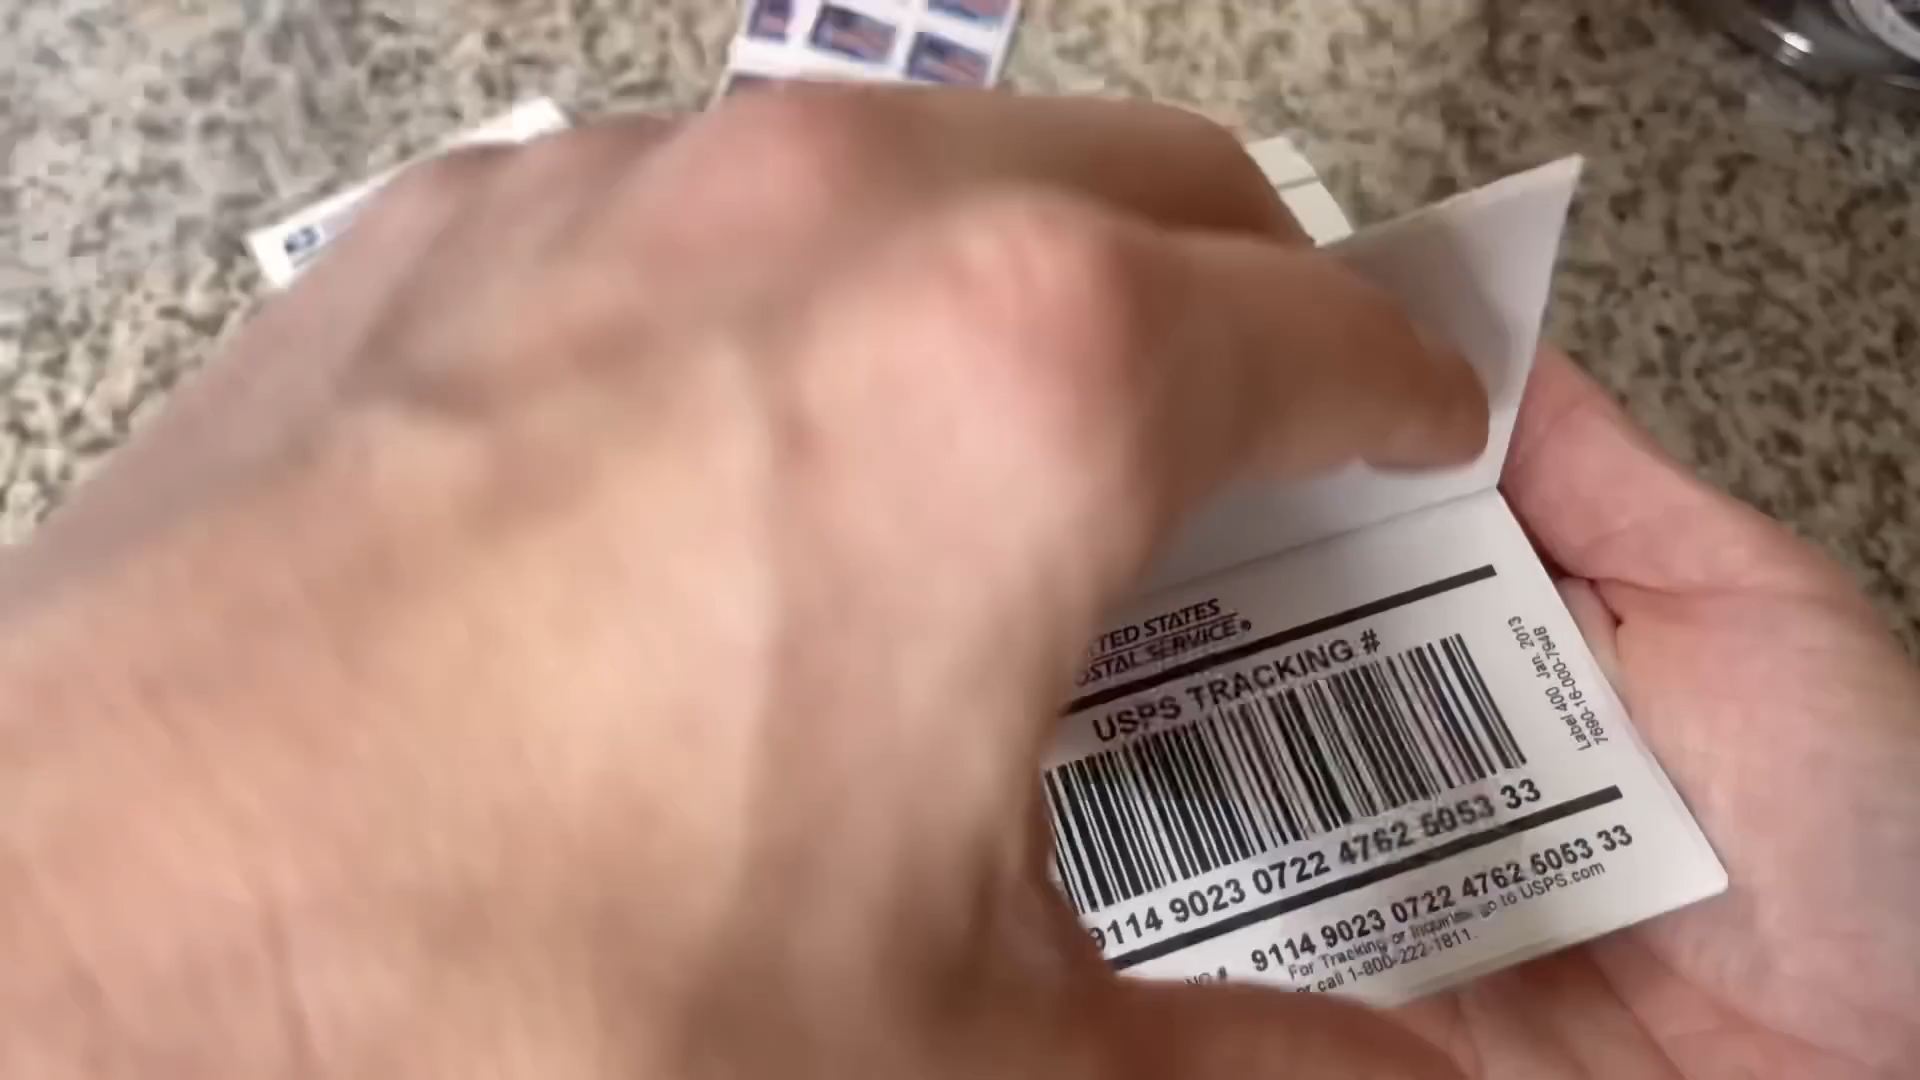 TED STATES
OSTAL SERVICE®
USPS TRACKING #
9114 9023 0722 4762 5053 33
Label 400 Jan. 2013
7690-16-000-7948
NG #
9114 9023 0722 4762 5053 33
For Tracking or Inquiries go to USPS.com
or call 1-800-222-1811.